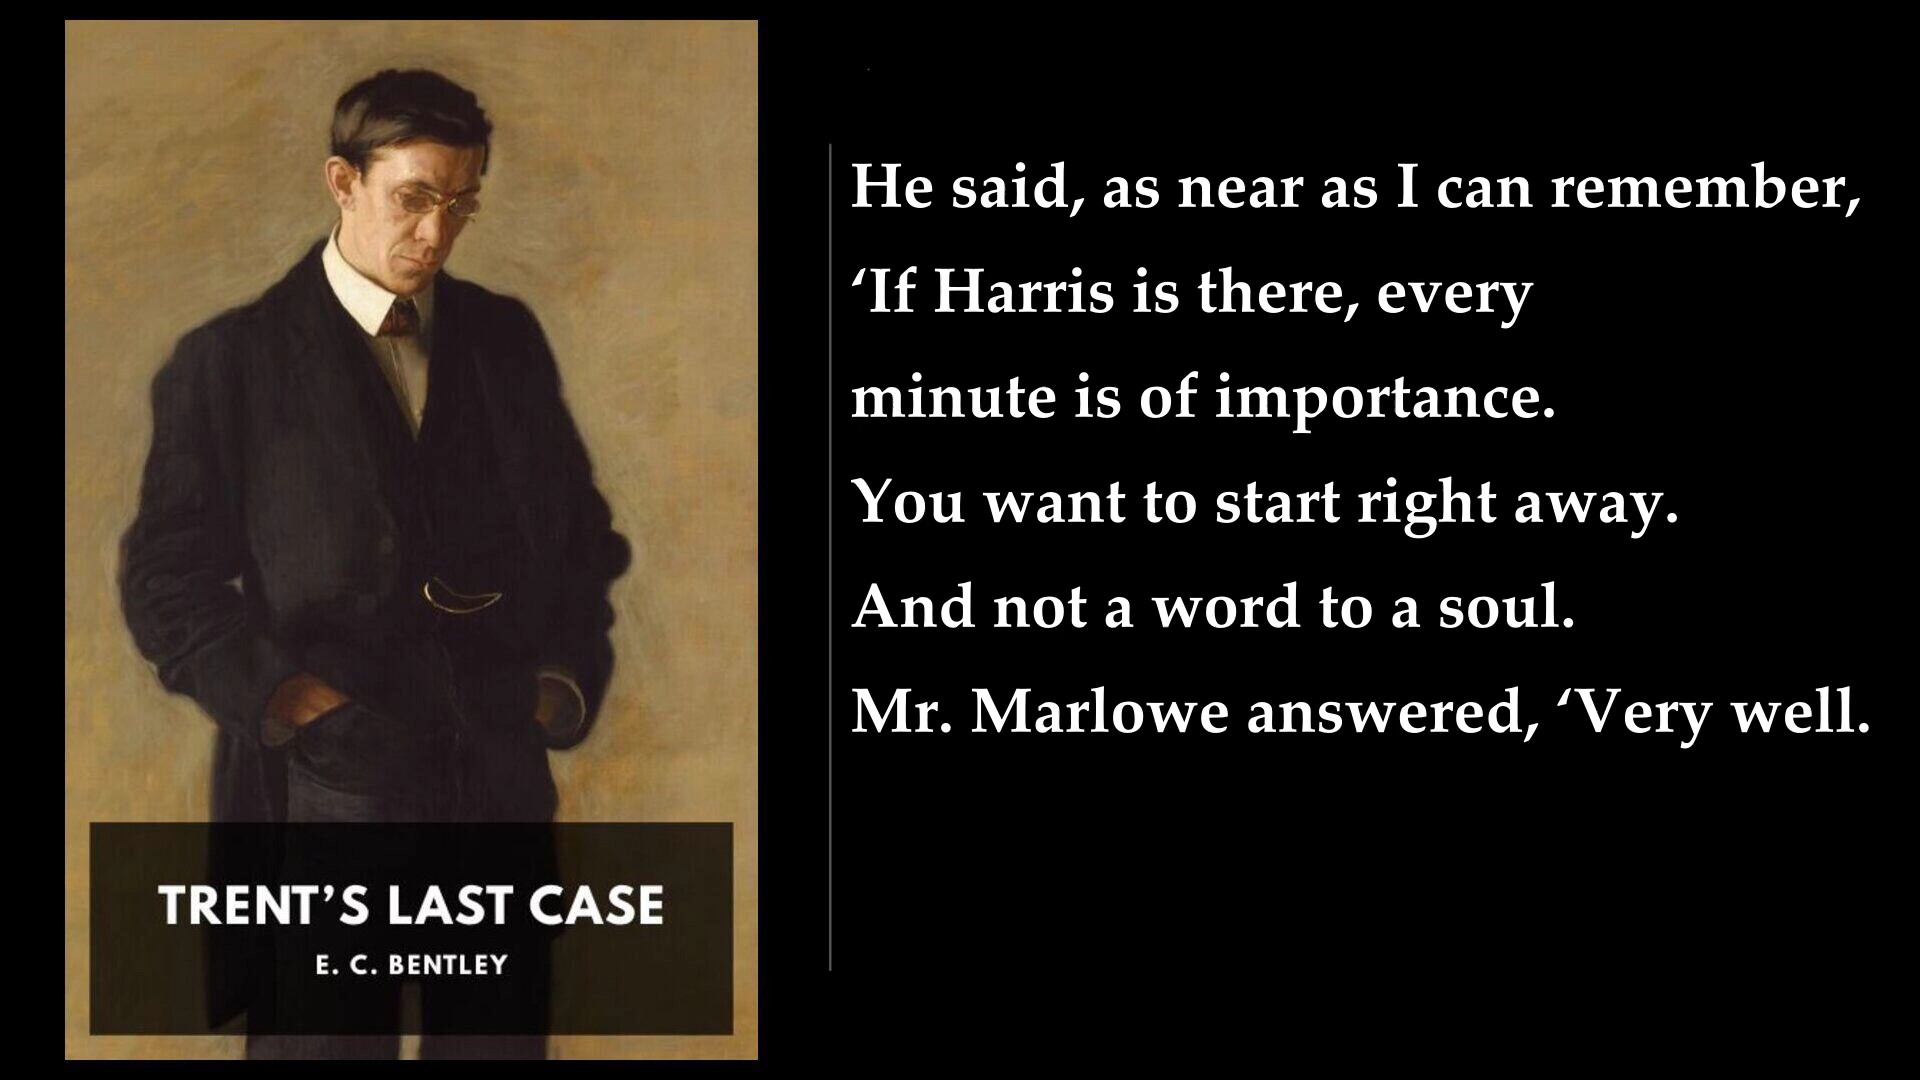 He said, as near as I can remember,
‘If Harris is there, every
minute is of importance.
You want to start right away.
And not a word to a soul.
Mr. Marlowe answered, ‘Very well.
TRENT’S LAST CASE
E. C. BENTLEY